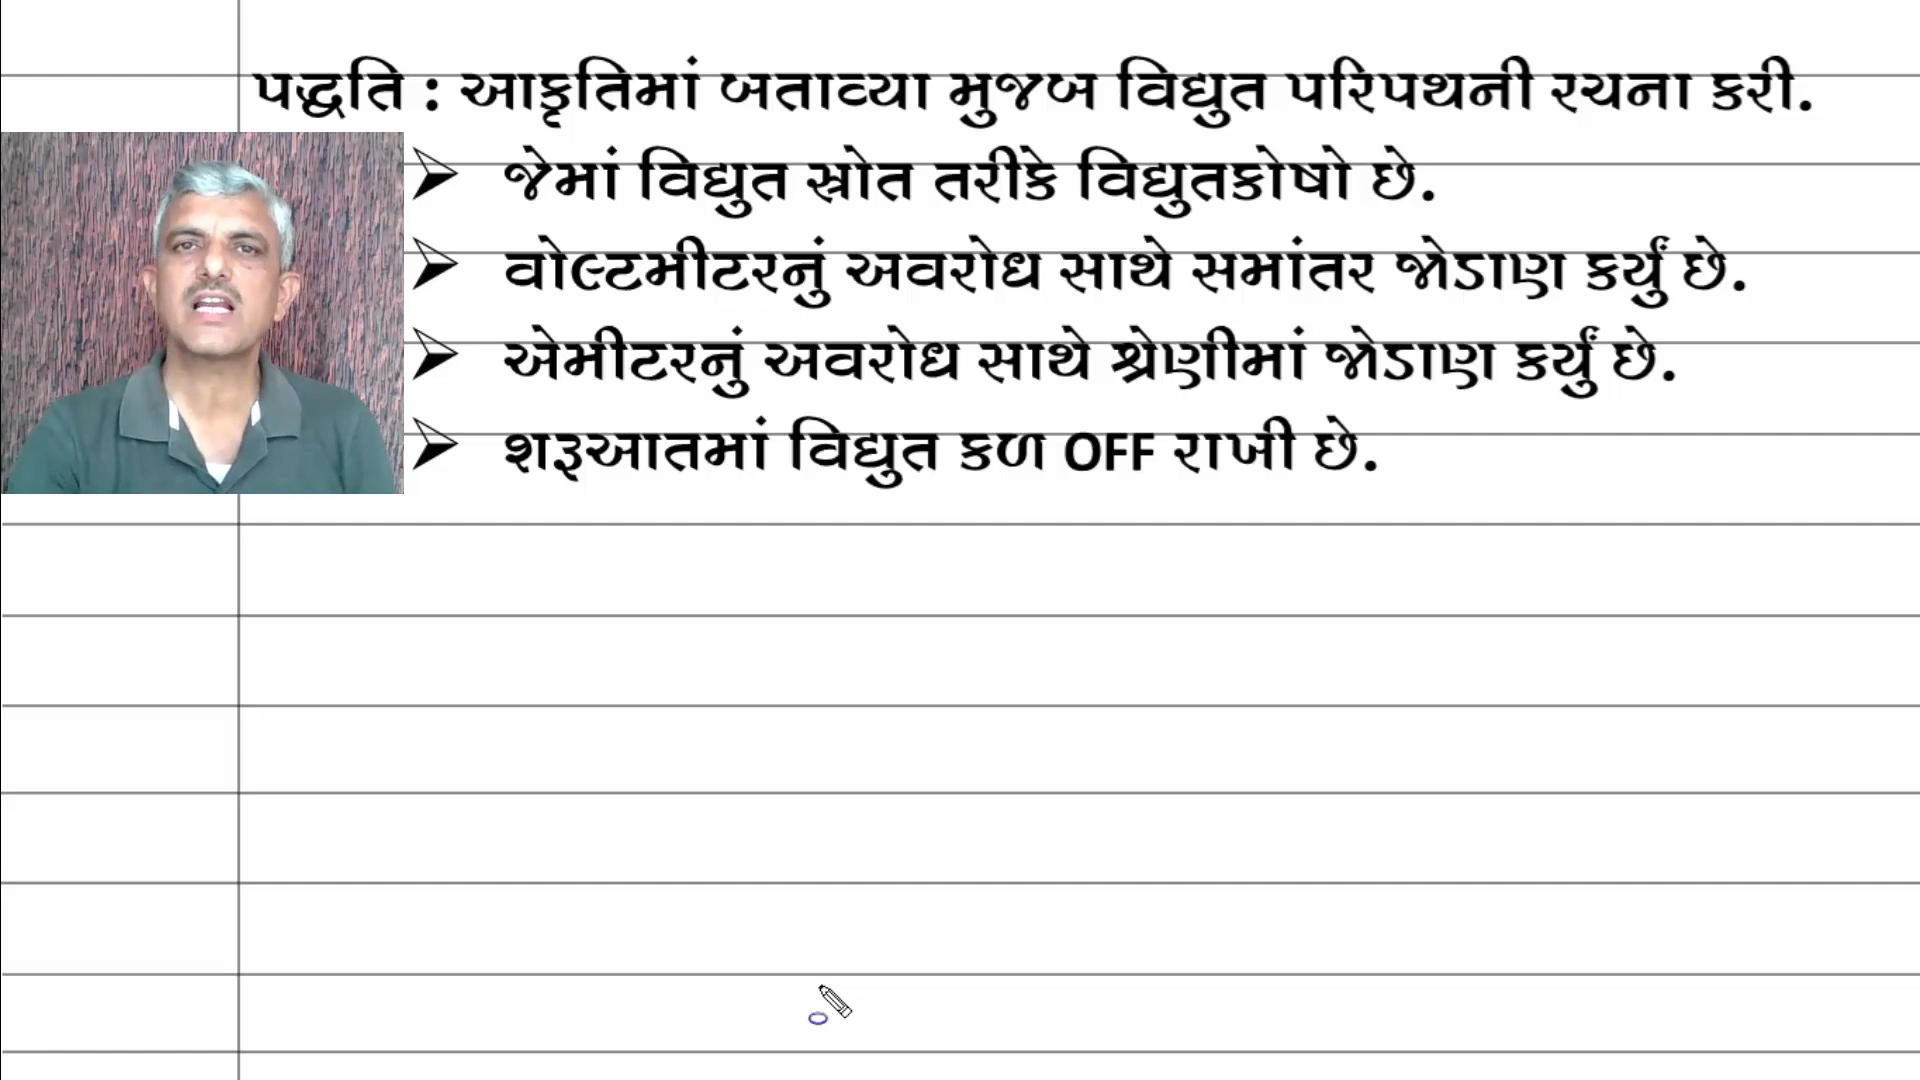 પદ્ધતિ : આકૃતિમાં બતાવ્યા મુજબ વિદ્યુત પરિપથની રચના કરી.
➢ જેમાં વિદ્યુત સ્રોત તરીકે વિદ્યુતકોષો છે.
➢ વોલ્ટમીટરનું અવરોધ સાથે સમાંતર જોડાણ કર્યું છે.
➢ એમીટરનું અવરોધ સાથે શ્રેણીમાં જોડાણ કર્યું છે.
➢ શરૂઆતમાં વિદ્યુત કળ OFF રાખી છે.